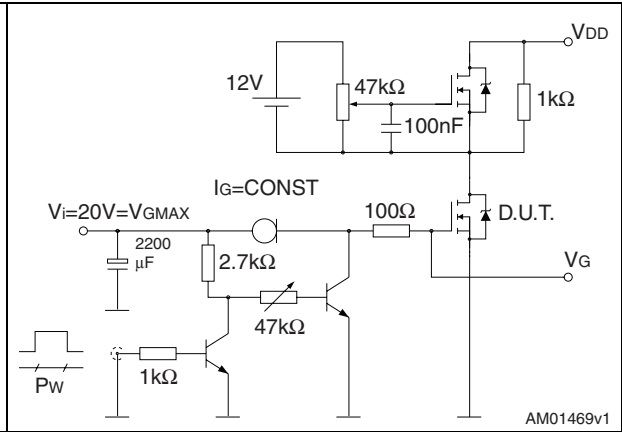 VDD
12V
47kΩ
1kΩ
100nF
IG=CONST
Vi=20V=VGMAX
100Ω
D.U.T.
2200
μF
2.7kΩ
VG
47kΩ
1kΩ
PW
AM01469v1